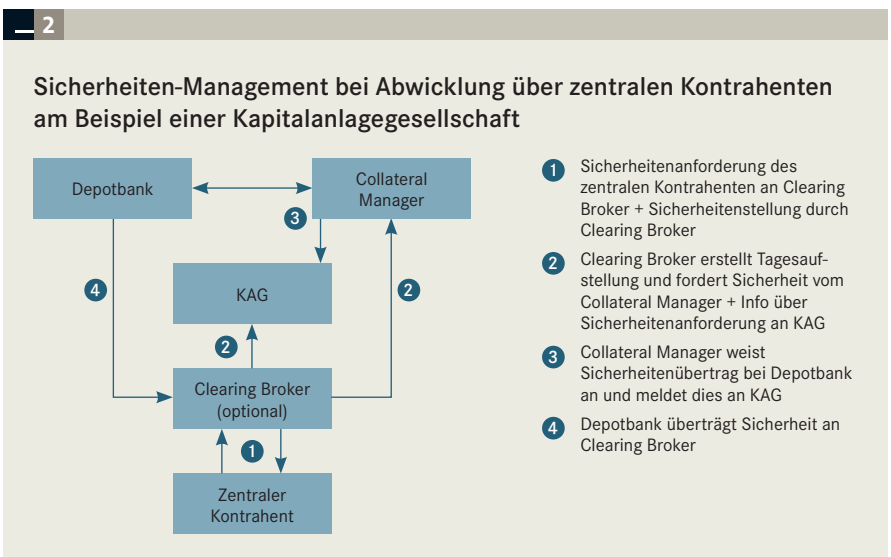 2
Sicherheiten-Management bei Abwicklung über zentralen Kontrahenten
am Beispiel einer Kapitalanlagegesellschaft
Depotbank
Collateral
Manager
3
4
KAG
2
2
Clearing Broker
(optional)
1
Zentraler
Kontrahent
1 Sicherheitenanforderung des
zentralen Kontrahenten an Clearing
Broker + Sicherheitenstellung durch
Clearing Broker
2 Clearing Broker erstellt Tagesauf-
stellung und fordert Sicherheit vom
Collateral Manager + Info über
Sicherheitenanforderung an KAG
3 Collateral Manager weist
Sicherheitenübertrag bei Depotbank
an und meldet dies an KAG
4 Depotbank überträgt Sicherheit an
Clearing Broker